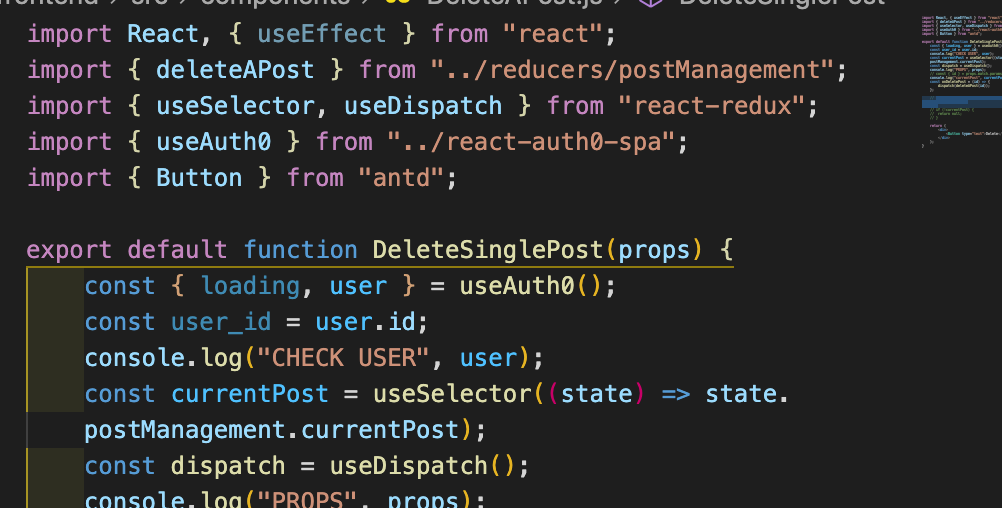 src > components > JS DeleteAPost.js > DeleteSinglePost
import React, { useEffect } from "react";
import { deleteAPost } from "../reducers/postManagement";
import { useSelector, useDispatch } from "react-redux";
import { useAuth0 } from "../react-auth0-spa";
import { Button } from "antd";
export default function DeleteSinglePost(props) {
const { loading, user } = useAuth0();
const user_id = user.id;
console.log("CHECK USER", user);
const currentPost = useSelector((state) => state.
postManagement.currentPost);
const dispatch = useDispatch();
console.log("PROPS", props);